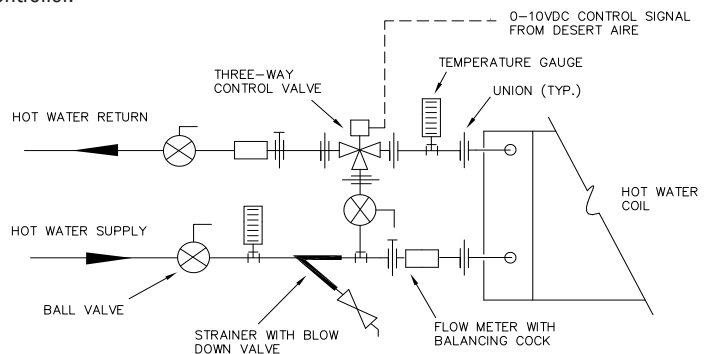 ontroller.
0–10VDC CONTROL SIGNAL
FROM DESERT AIRE
TEMPERATURE GAUGE
THREE–WAY
CONTROL VALVE
UNION (TYP.)
HOT WATER RETURN
HOT WATER
COIL
HOT WATER SUPPLY
BALL VALVE
STRAINER WITH BLOW
DOWN VALVE
FLOW METER WITH
BALANCING COCK